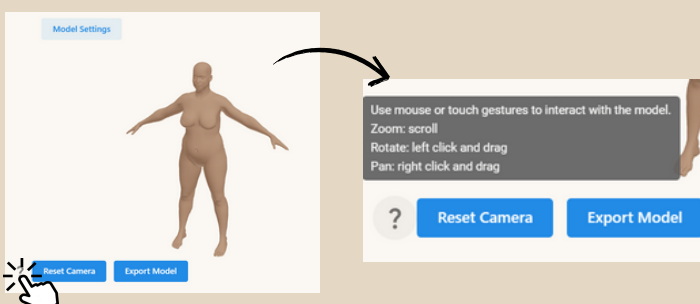 Model Settings
Reset Camera
Export Model
Use mouse or touch gestures to interact with the model.
Zoom: scroll
Rotate: left click and drag
Pan: right click and drag
?
Reset Camera
Export Model